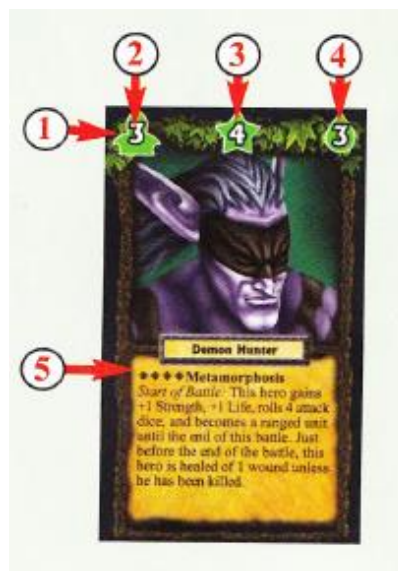 2 3 4
1 3 4 3
Demon Hunter
5 ♦♦♦♦Metamorphosis
Start of Battle: This hero gains
+1 Strength, +1 Life, rolls 4 attack
dice, and becomes a ranged unit
until the end of this battle. Just
before the end of the battle, this
hero is healed of 1 wound unless
he has been killed.